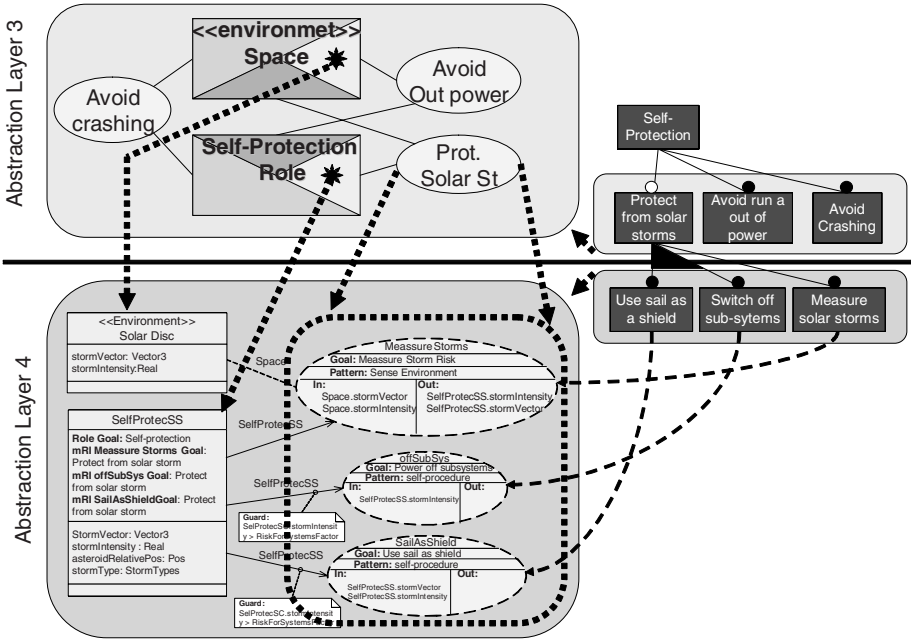 Abstraction Layer 3
<<environmet>>
Space
Avoid
crashing
Avoid
Out power
Self-Protection
Role
Prot.
Solar St
Self-
Protection
Protect
from solar
storms
Avoid run a
out of
power
Avoid
Crashing
Use sail as
a shield
Switch off
sub-sytems
Measure
solar storms
Abstraction Layer 4
<<Environment>>
Solar Disc
stormVector: Vector3
stormIntensity:Real
Space
MeassureStorms
Goal: Meassure Storm Risk
Pattern: Sense Environment
In:
Space.stormVector
Space.stormIntensity
Out:
SelfProtecSS.stormIntensity
SelfProtecSS.stormVector
SelfProtecSS
Role Goal: Self-protection
mRI Meassure Storms Goal:
Protect from solar storm
mRI offSubSys Goal: Protect
from solar storm
mRI SailAsShieldGoal: Protect
from solar storm
StormVector: Vector3
stormIntensity : Real
asteroidRelativePos: Pos
stormType: StormTypes
SelfProtecSS
SelfProtecSS
offSubSys
Goal: Power off subsystems
Pattern: self-procedure
In:
SelfProtecSS.stormIntensity
Out:
Guard:
SelfProtecSC.stormIntensit
y > RiskForSystemsFactor
SelfProtecSS
SailAsShield
Goal: Use sail as shield
Pattern: self-procedure
In:
SelfProtecSS.stormVector
SelfProtecSS.stormIntensity
Out:
Guard:
SelProtecSC.stormIntensit
y > RiskForSystemsFactor